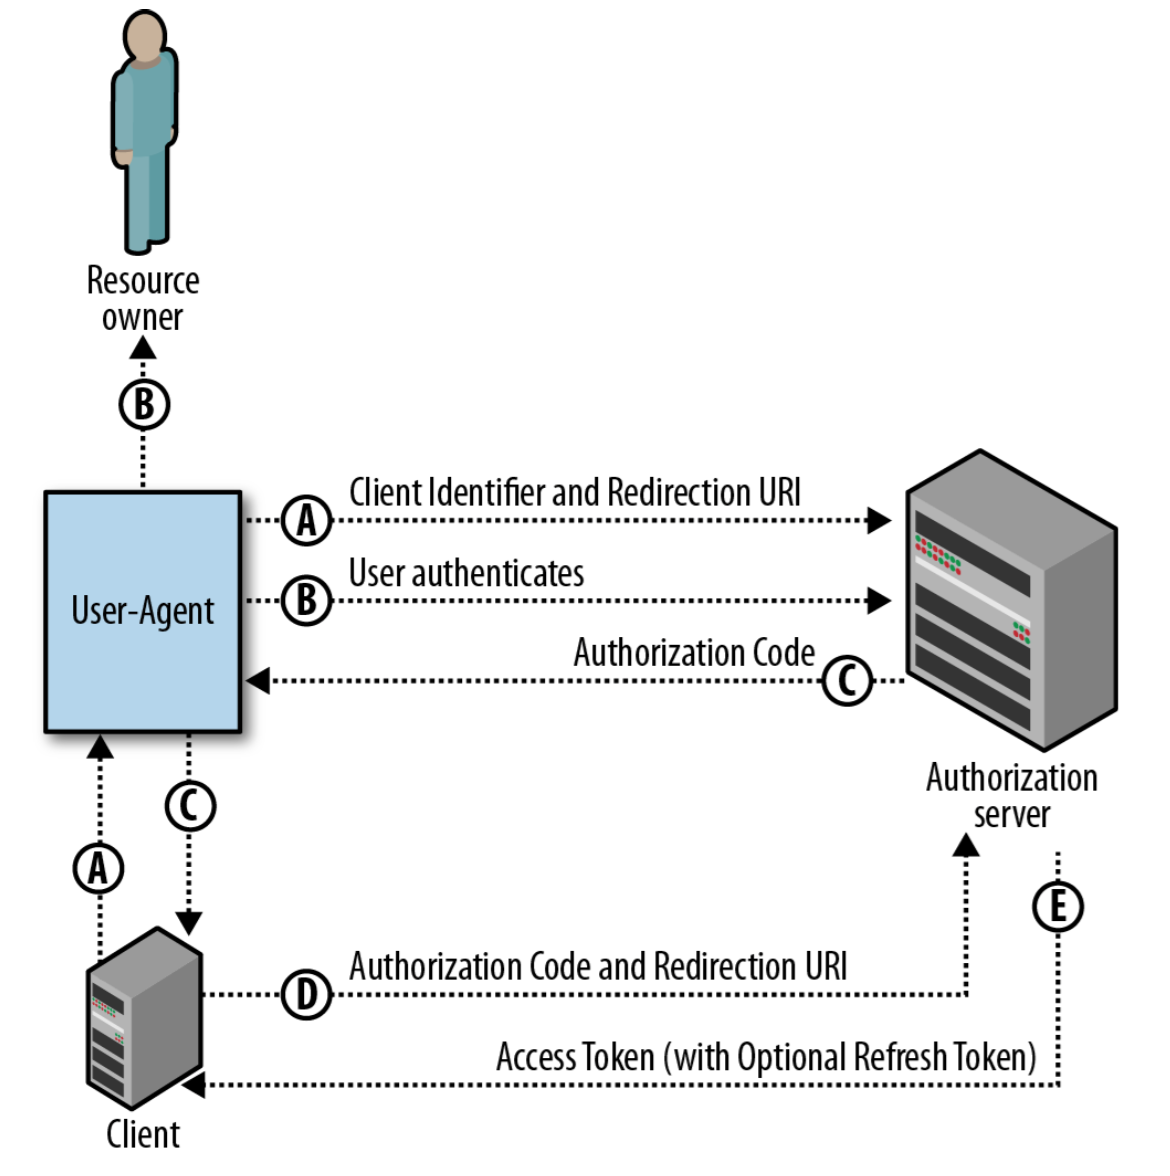 Resource
owner
B
Client Identifier and Redirection URI
A
User authenticates
B
User-Agent
Authorization Code
C
Authorization
server
C
A
E
Authorization Code and Redirection URI
D
Access Token (with Optional Refresh Token)
Client